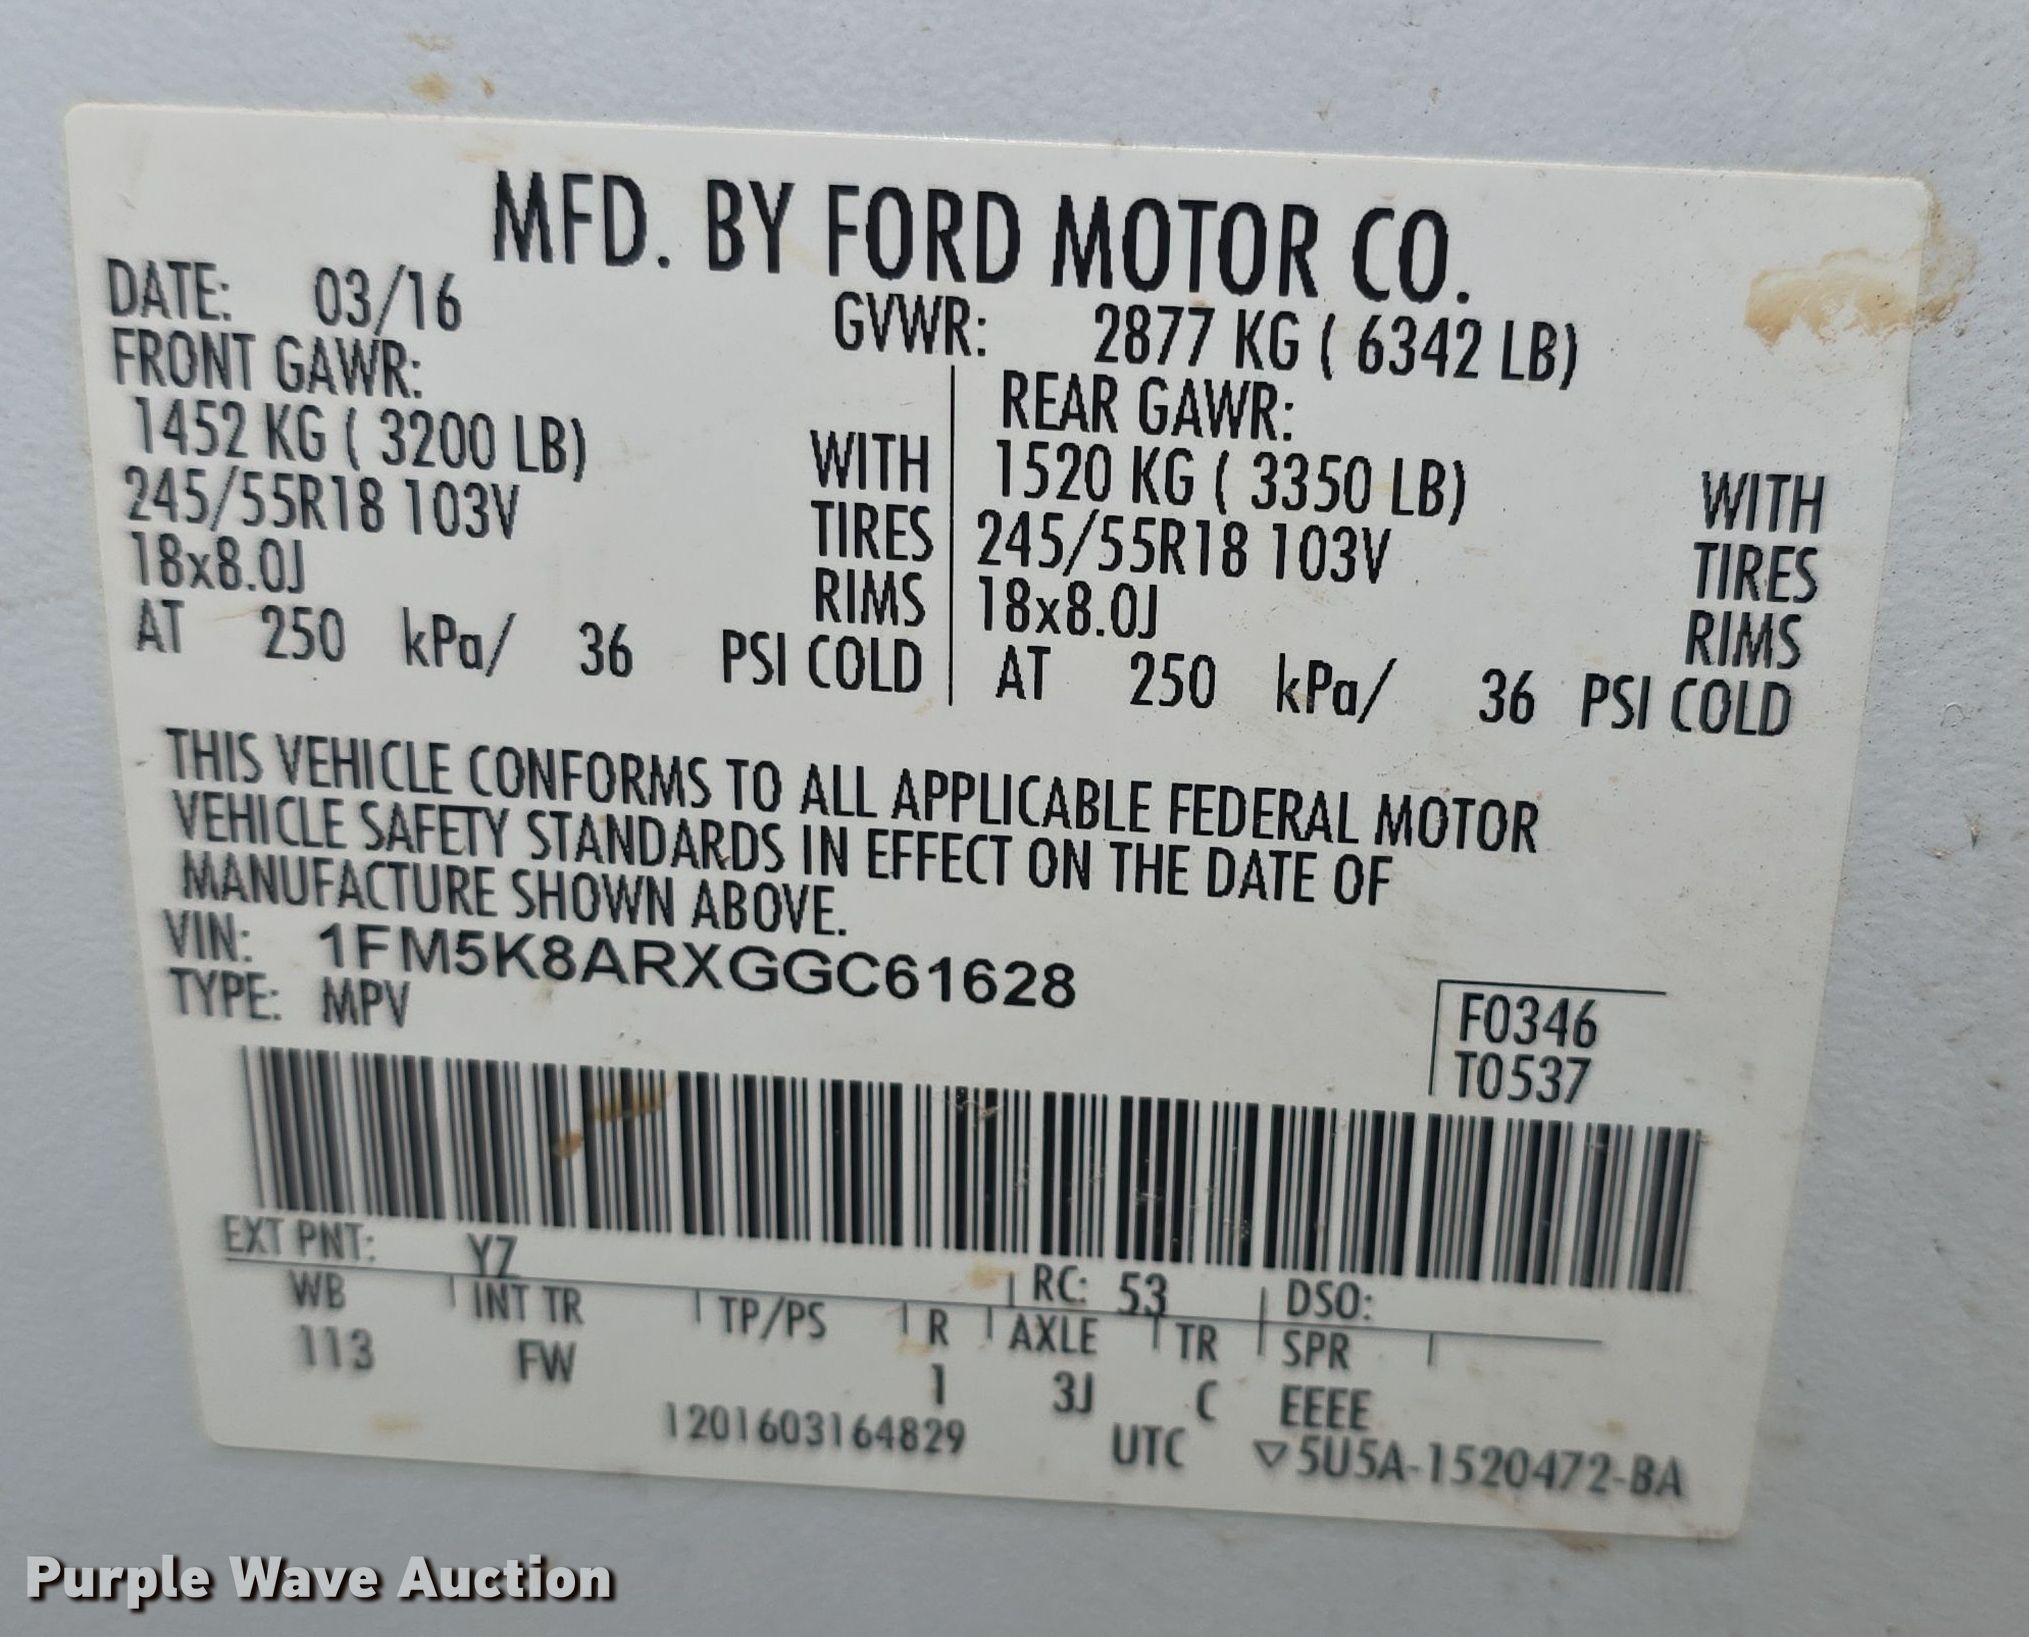 MFD. BY FORD MOTOR CO.
DATE: 03/16 GVWR: 2877 KG ( 6342 LB)
FRONT GAWR: REAR GAWR:
1452 KG ( 3200 LB) WITH 1520 KG ( 3350 LB) WITH
245/55R18 103V TIRES 245/55R18 103V TIRES
18x8.0J RIMS 18x8.0J RIMS
AT 250 kPa/ 36 PSI COLD AT 250 kPa/ 36 PSI COLD
THIS VEHICLE CONFORMS TO ALL APPLICABLE FEDERAL MOTOR
VEHICLE SAFETY STANDARDS IN EFFECT ON THE DATE OF
MANUFACTURE SHOWN ABOVE.
VIN: 1FM5K8ARXGGC61628
TYPE: MPV
F0346
T0537
EXT PNT: YZ RC: 53 DSO:
WB INT TR TP/PS R AXLE TR SPR
113 FW 1 3J C EEEE
1201603164829 UTC ▽5U5A-1520472-BA
Purple Wave Auction